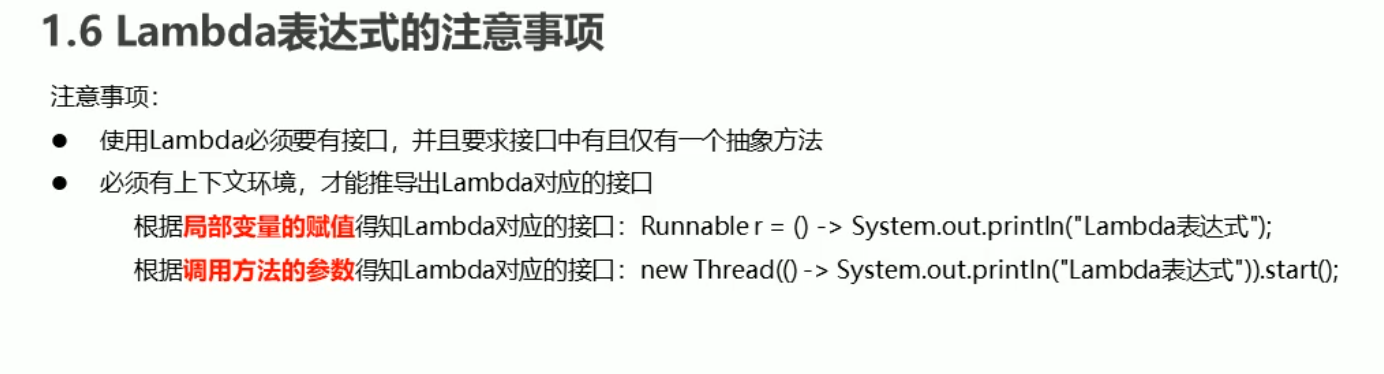 1.6 Lambda表达式的注意事项
注意事项：
● 使用Lambda必须要有接口，并且要求接口中有且仅有一个抽象方法
● 必须有上下文环境，才能推导出Lambda对应的接口
根据局部变量的赋值得知Lambda对应的接口：Runnable r = () -> System.out.println("Lambda表达式");
根据调用方法的参数得知Lambda对应的接口：new Thread(() -> System.out.println("Lambda表达式")).start();